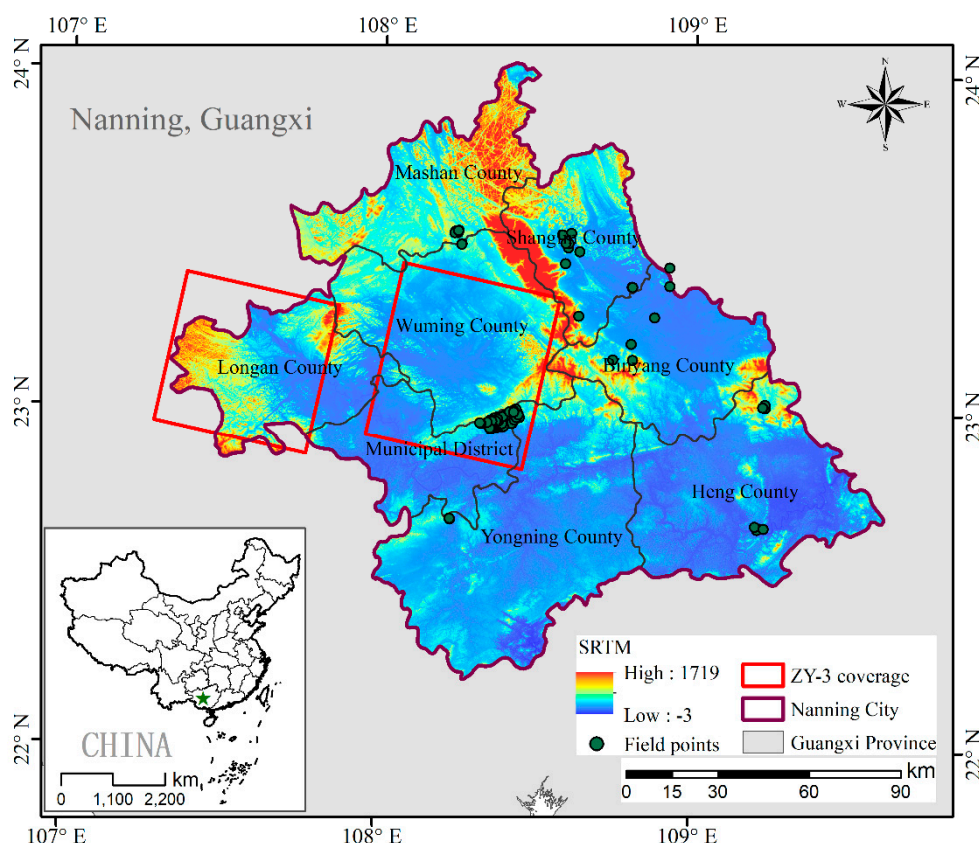 107° E
108° E
109° E
24° N
24° N
Nanning, Guangxi
N
W
E
S
Mashan County
Shanglin County
Wuming County
Longan County
Binyang County
23° N
23° N
Municipal District
Heng County
Yongning County
SRTM
High : 1719
Low : -3
Field points
ZY-3 coverage
Nanning City
Guangxi Province
km
0
15
30
60
90
CHINA
km
0
1,100
2,200
22° N
22° N
107° E
108° E
109° E